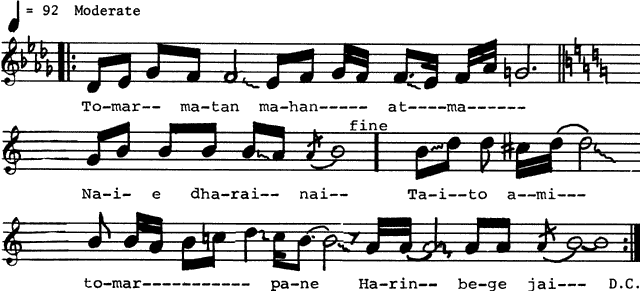 = 92 Moderate
To-mar-- ma-tan ma-han----- at----ma------
fine
Na-i- e dha-rai-- nai-- Ta-i--to a--mi---
to-mar----------- pa-ne Ha-rin-- be-ge jai--- D.C.